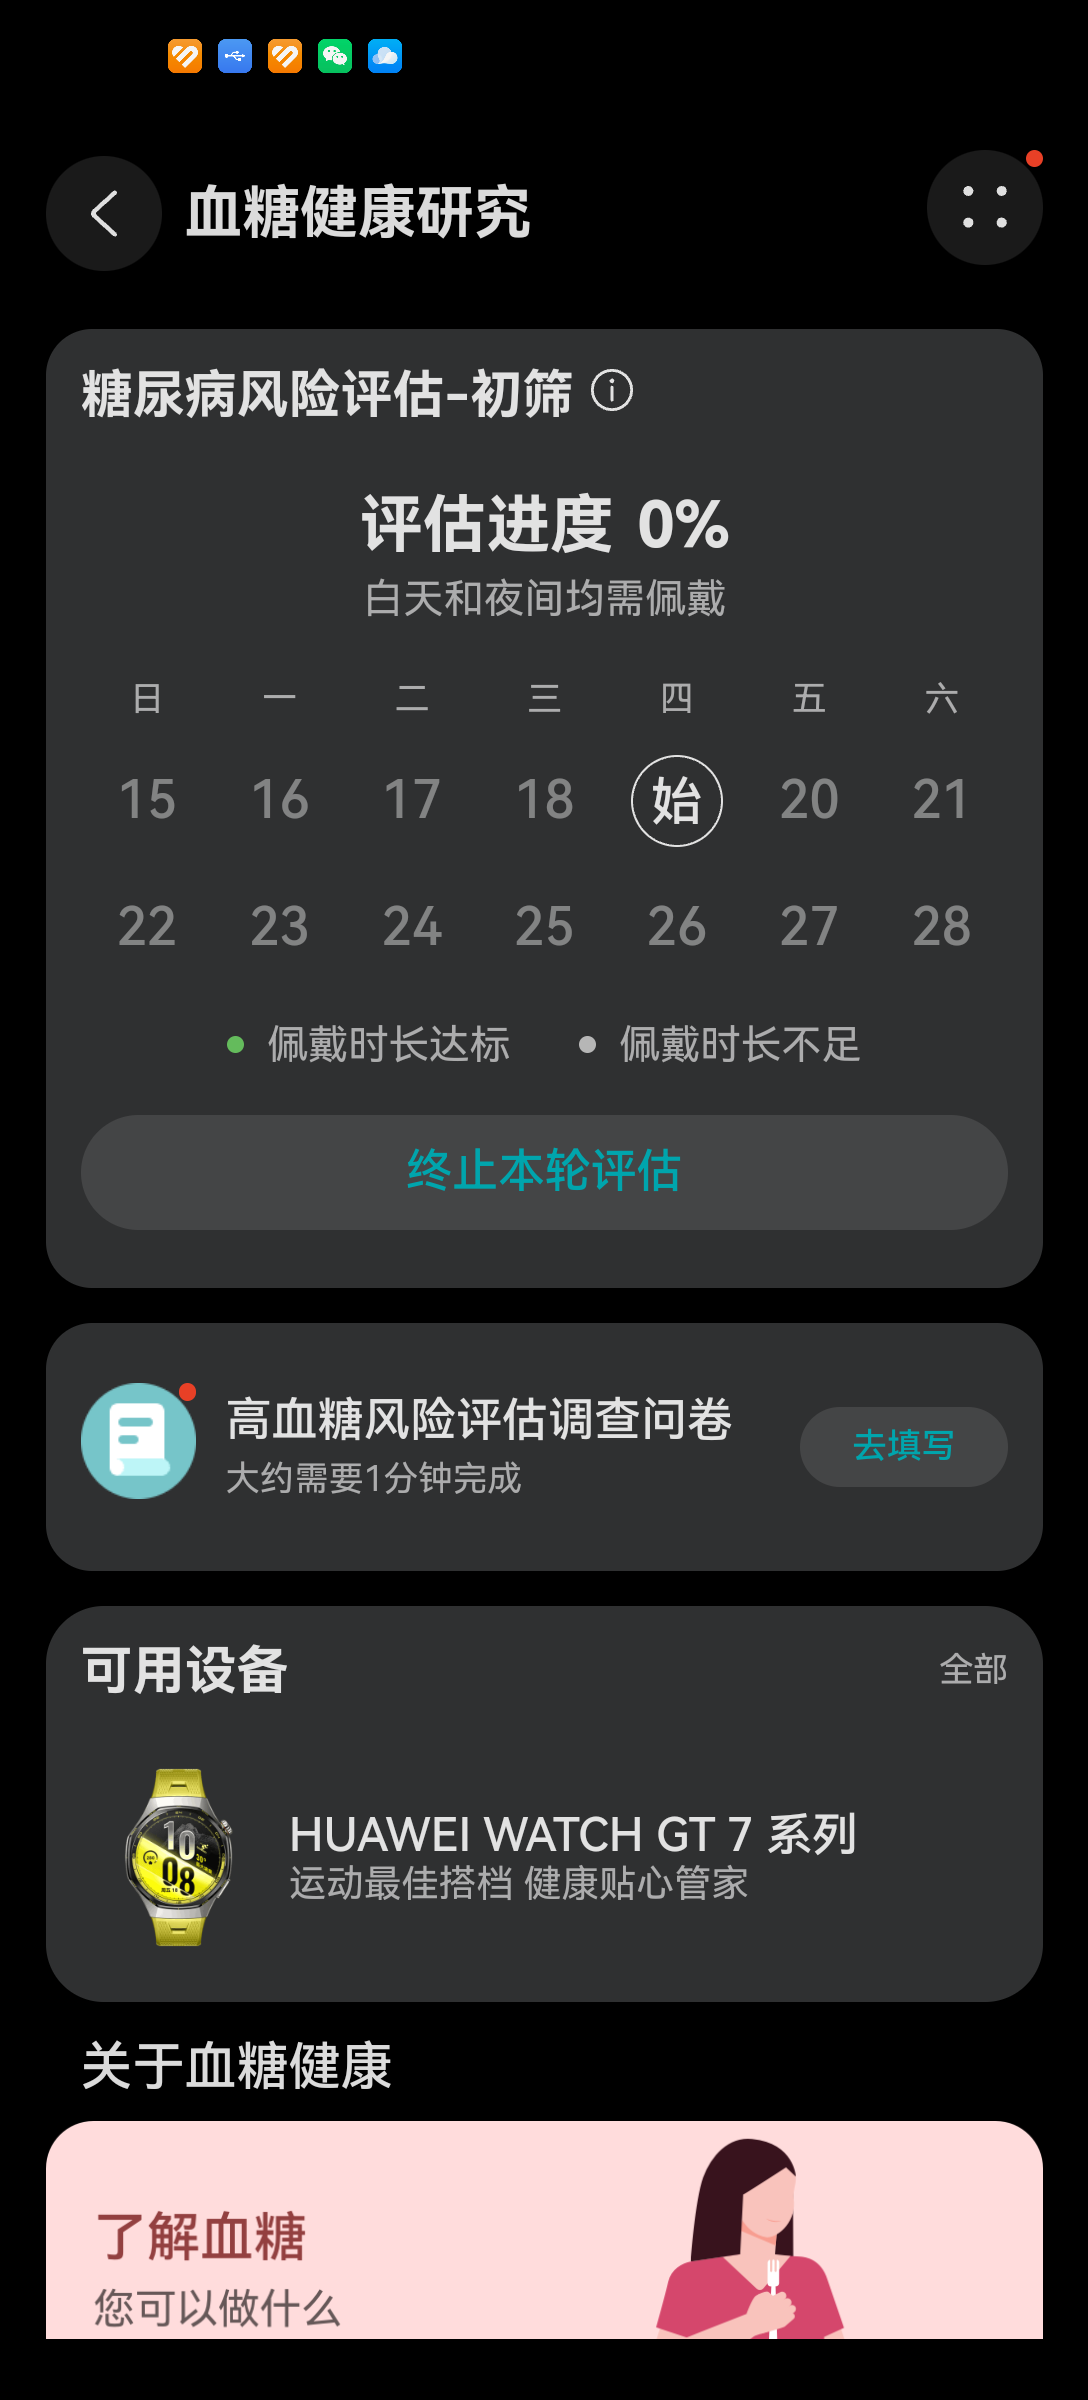 血糖健康研究
糖尿病风险评估-初筛
评估进度 0%
白天和夜间均需佩戴
日 一 二 三 四 五 六
15 16 17 18 始 20 21
22 23 24 25 26 27 28
佩戴时长达标 佩戴时长不足
终止本轮评估
高血糖风险评估调查问卷
大约需要1分钟完成
去填写
可用设备 全部
10
08
HUAWEI WATCH GT 7 系列
运动最佳搭档 健康贴心管家
关于血糖健康
了解血糖
您可以做什么